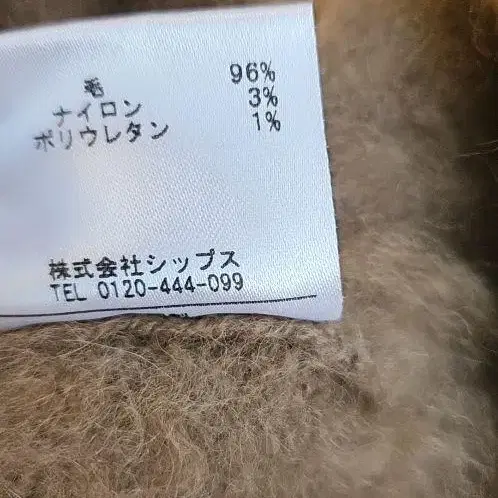 毛 96%
ナイロン 3%
ポリウレタン 1%
株式会社シップス
TEL 0120-444-099